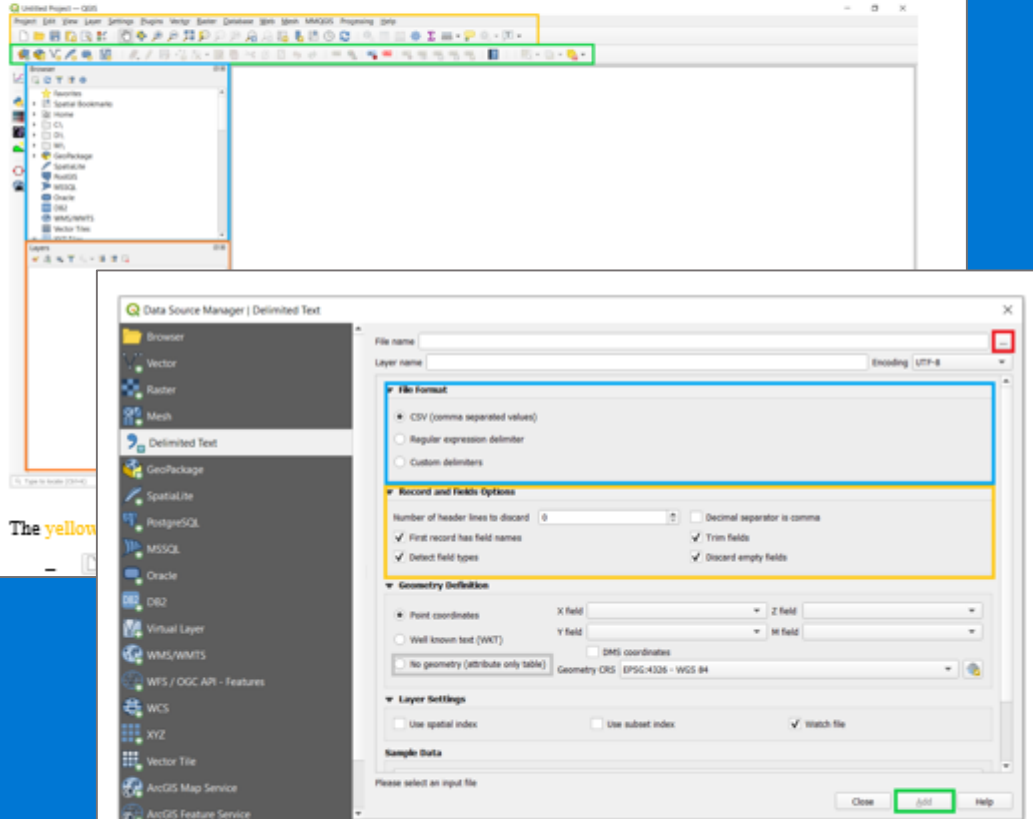 Untitled Project — QGIS
Project Edit View Layer Settings Plugins Vector Raster Database Web Mesh MMQGIS Processing Help
Browser
Favorites
Spatial Bookmarks
Home
C:\
D:\
GeoPackage
SpatiaLite
PostGIS
MSSQL
Oracle
DB2
WMS/WMTS
Vector Tiles
XYZ Tiles
Layers
Type to locate (Ctrl+K)
The yellow
Data Source Manager | Delimited Text
Browser
Vector
Raster
Mesh
Delimited Text
GeoPackage
SpatiaLite
PostgreSQL
MSSQL
Oracle
DB2
Virtual Layer
WMS/WMTS
WFS / OGC API - Features
WCS
XYZ
Vector Tile
ArcGIS Map Service
ArcGIS Feature Service
File name
...
Layer name
Encoding UTF-8
File Format
CSV (comma separated values)
Regular expression delimiter
Custom delimiters
Record and Fields Options
Number of header lines to discard 0
Decimal separator is comma
First record has field names
Trim fields
Detect field types
Discard empty fields
Geometry Definition
Point coordinates
X field
Z field
Well known text (WKT)
Y field
M field
DMS coordinates
No geometry (attribute only table)
Geometry CRS EPSG:4326 - WGS 84
Layer Settings
Use spatial index
Use subset index
Watch file
Sample Data
Please select an input file
Close
Add
Help